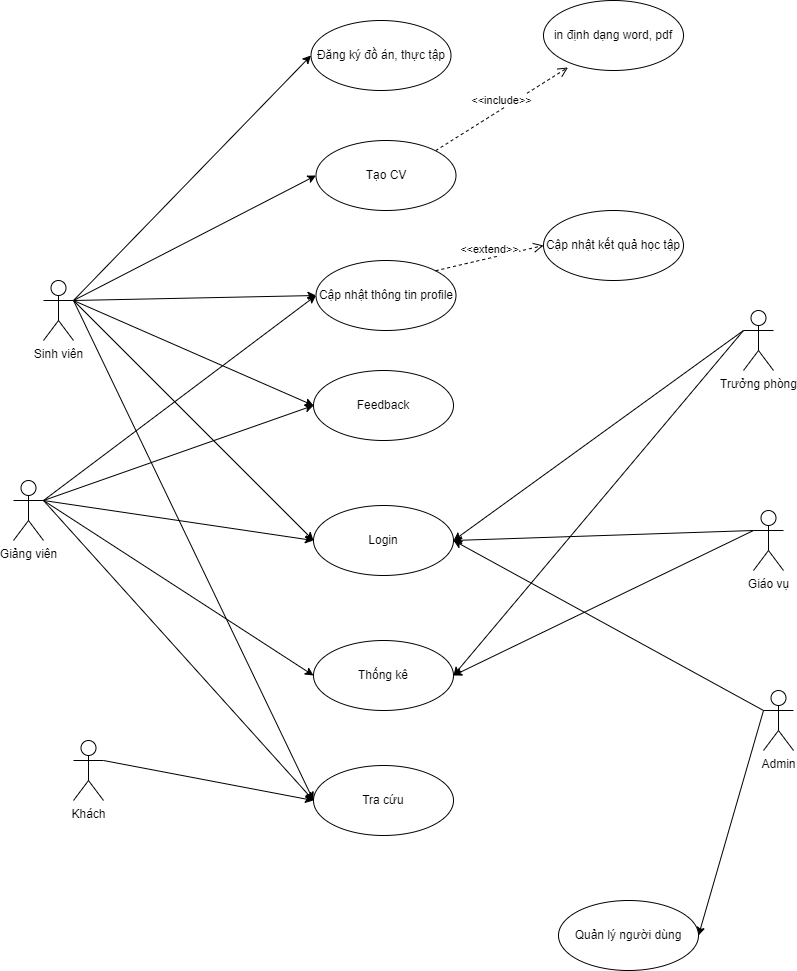 in định dạng word, pdf
Đăng ký đồ án, thực tập
<<include>>
Tạo CV
<<extend>>
Cập nhật kết quả học tập
Cập nhật thông tin profile
Sinh viên
Trưởng phòng
Feedback
Login
Giảng viên
Giáo vụ
Thống kê
Admin
Tra cứu
Khách
Quản lý người dùng